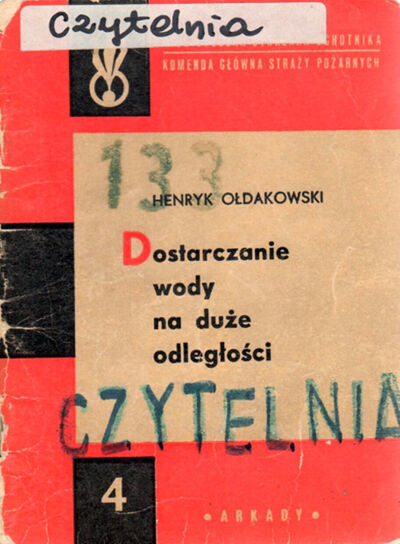 Czytelnia
KOMENDA GŁÓWNA STRAŻY POŻARNYCH
133
HENRYK OŁDAKOWSKI
Dostarczanie
wody
na duże
odległości
CZYTELNIA
4
• ARKADY •